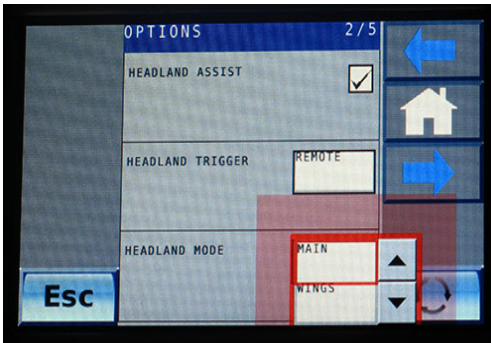 OPTIONS 2/5
HEADLAND ASSIST
HEADLAND TRIGGER REMOTE
HEADLAND MODE MAIN
WINGS
Esc